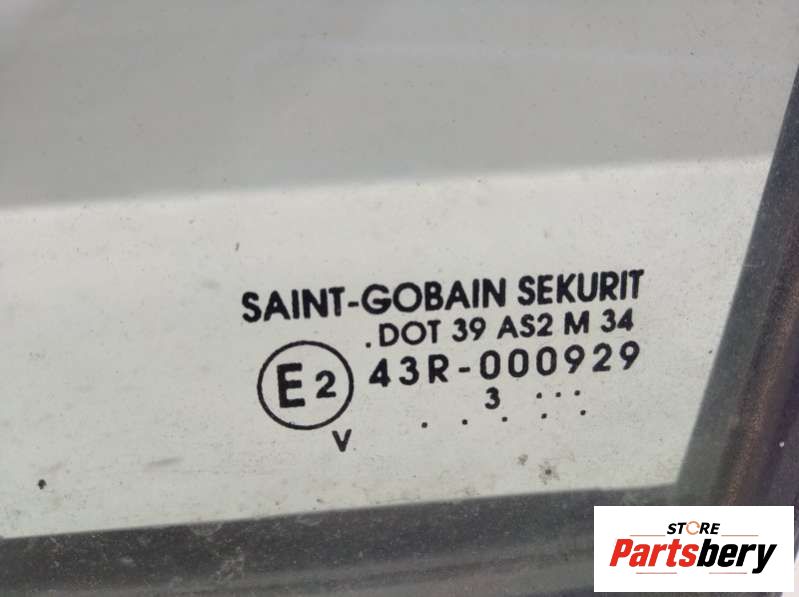 SAINT-GOBAIN SEKURIT
.DOT 39 AS2 M 34
E2 43R-000929
3
V . . . . : : :
STORE
Partsbery